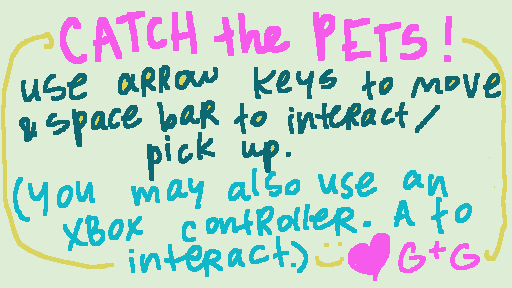 CATCH the PETS!
USE ARROW KEYS to move
& SPACE bAR to inteRAct/
pick up.
(You may also use an
XBox contRolleR. A to
inteRact.) G+G